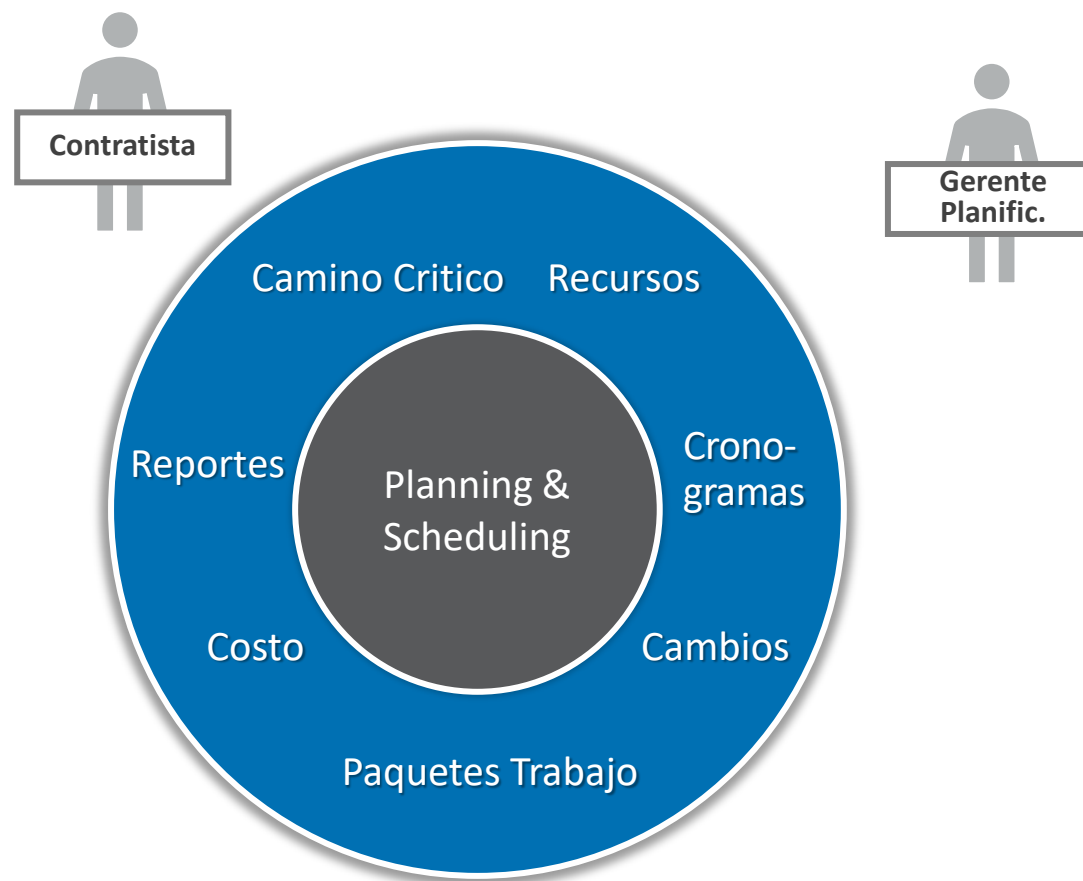 Contratista
Gerente
Planific.
Camino Critico
Recursos
Reportes
Crono-
gramas
Planning &
Scheduling
Costo
Cambios
Paquetes Trabajo